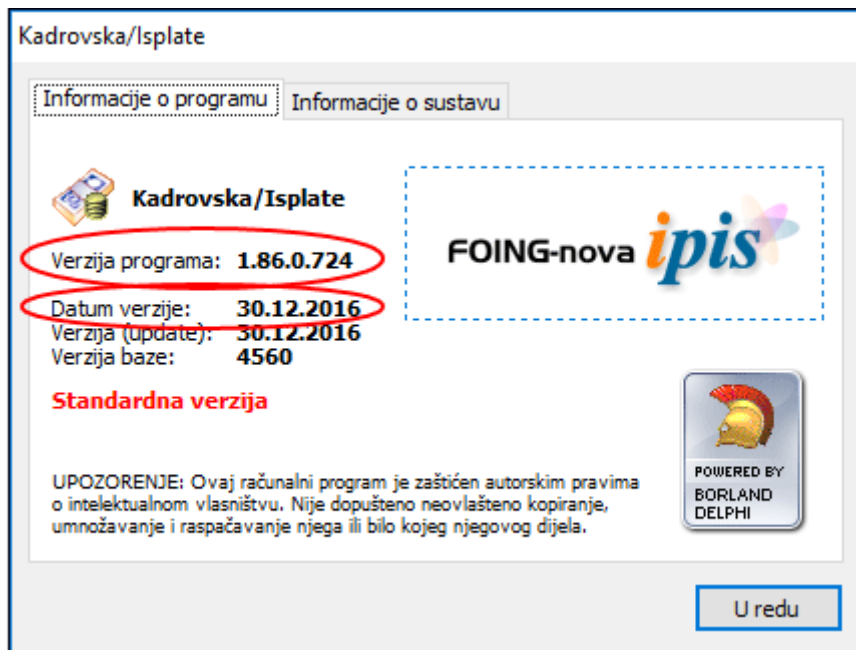 Kadrovska/Isplate
Informacije o programu
Informacije o sustavu
Kadrovska/Isplate
FOING-nova ipis
Verzija programa: 1.86.0.724
Datum verzije: 30.12.2016
Verzija (update): 30.12.2016
Verzija baze: 4560
Standardna verzija
POWERED BY
BORLAND
DELPHI
UPOZORENJE: Ovaj računalni program je zaštićen autorskim pravima
o intelektualnom vlasništvu. Nije dopušteno neovlašteno kopiranje,
umnožavanje i raspačavanje njega ili bilo kojeg njegovog dijela.
U redu